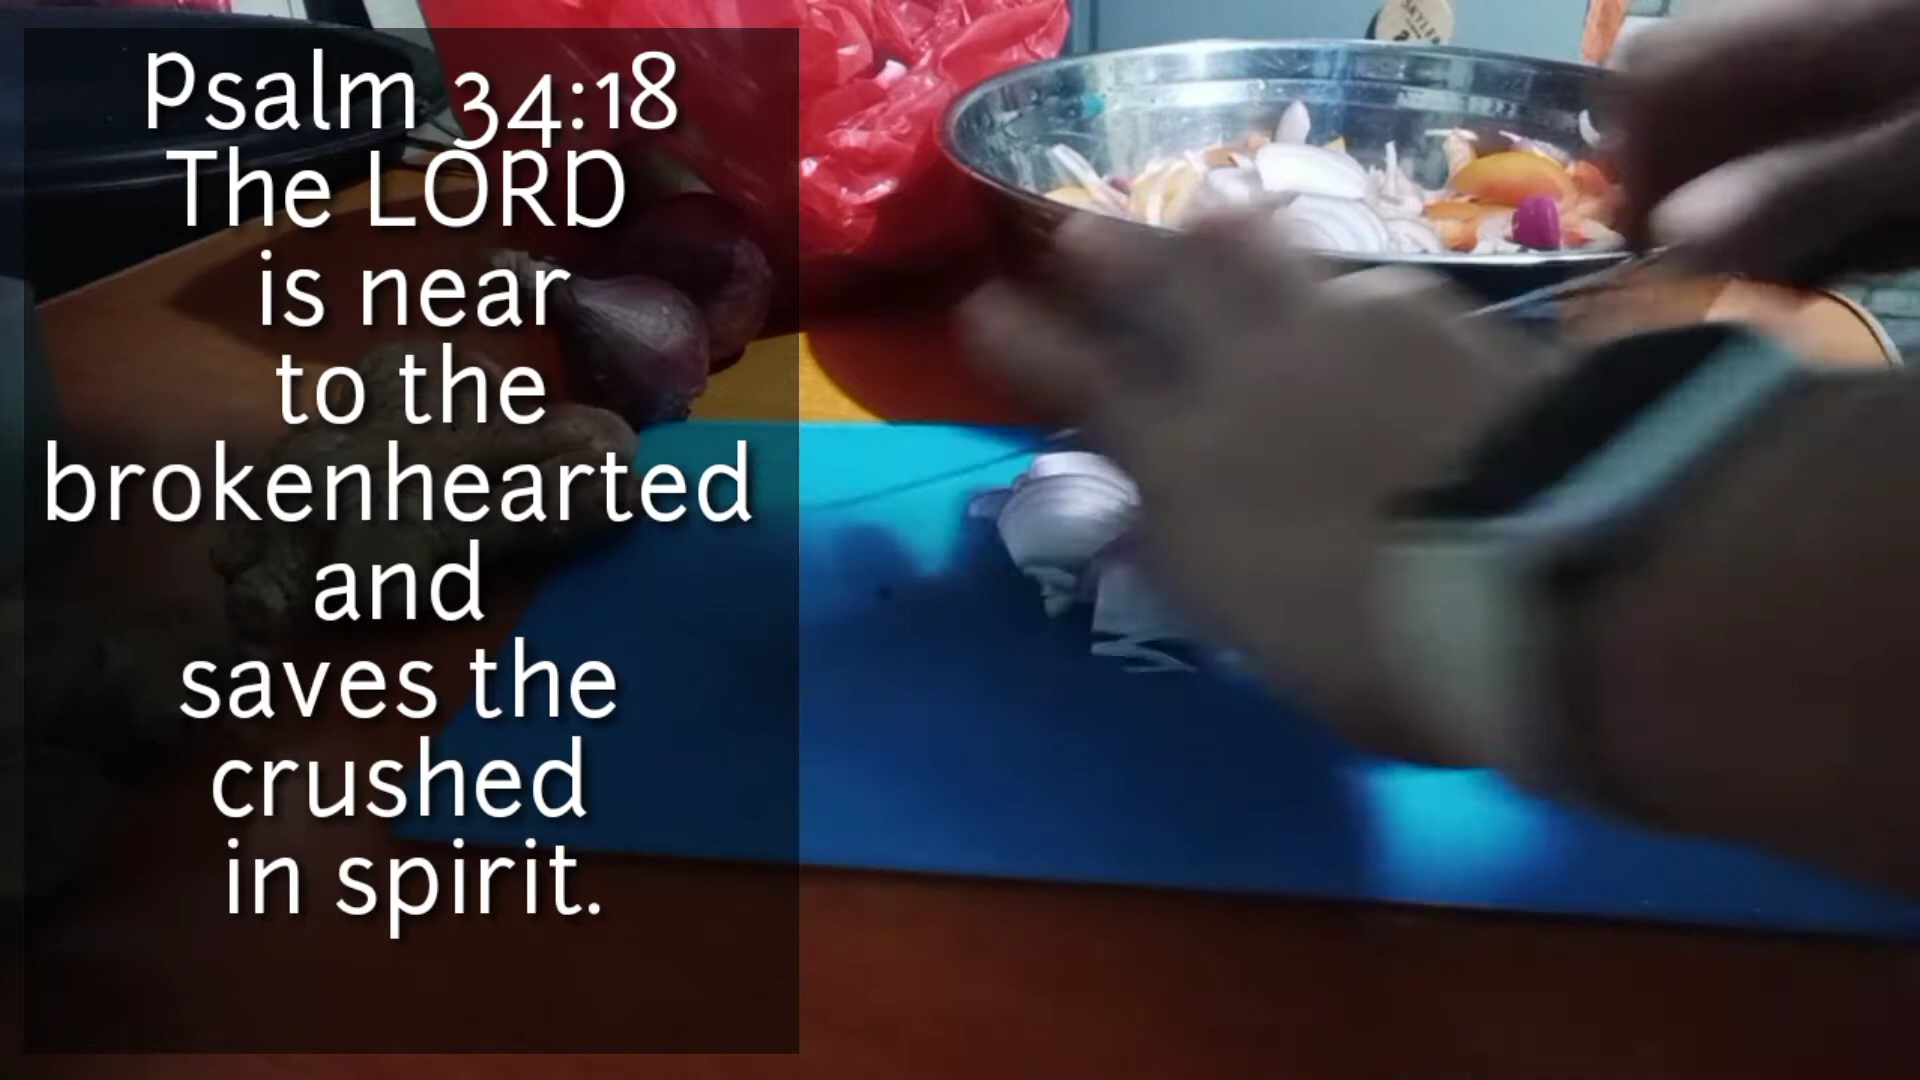 Psalm 34:18
The LORD
is near
to the
brokenhearted
and
saves the
crushed
in spirit.